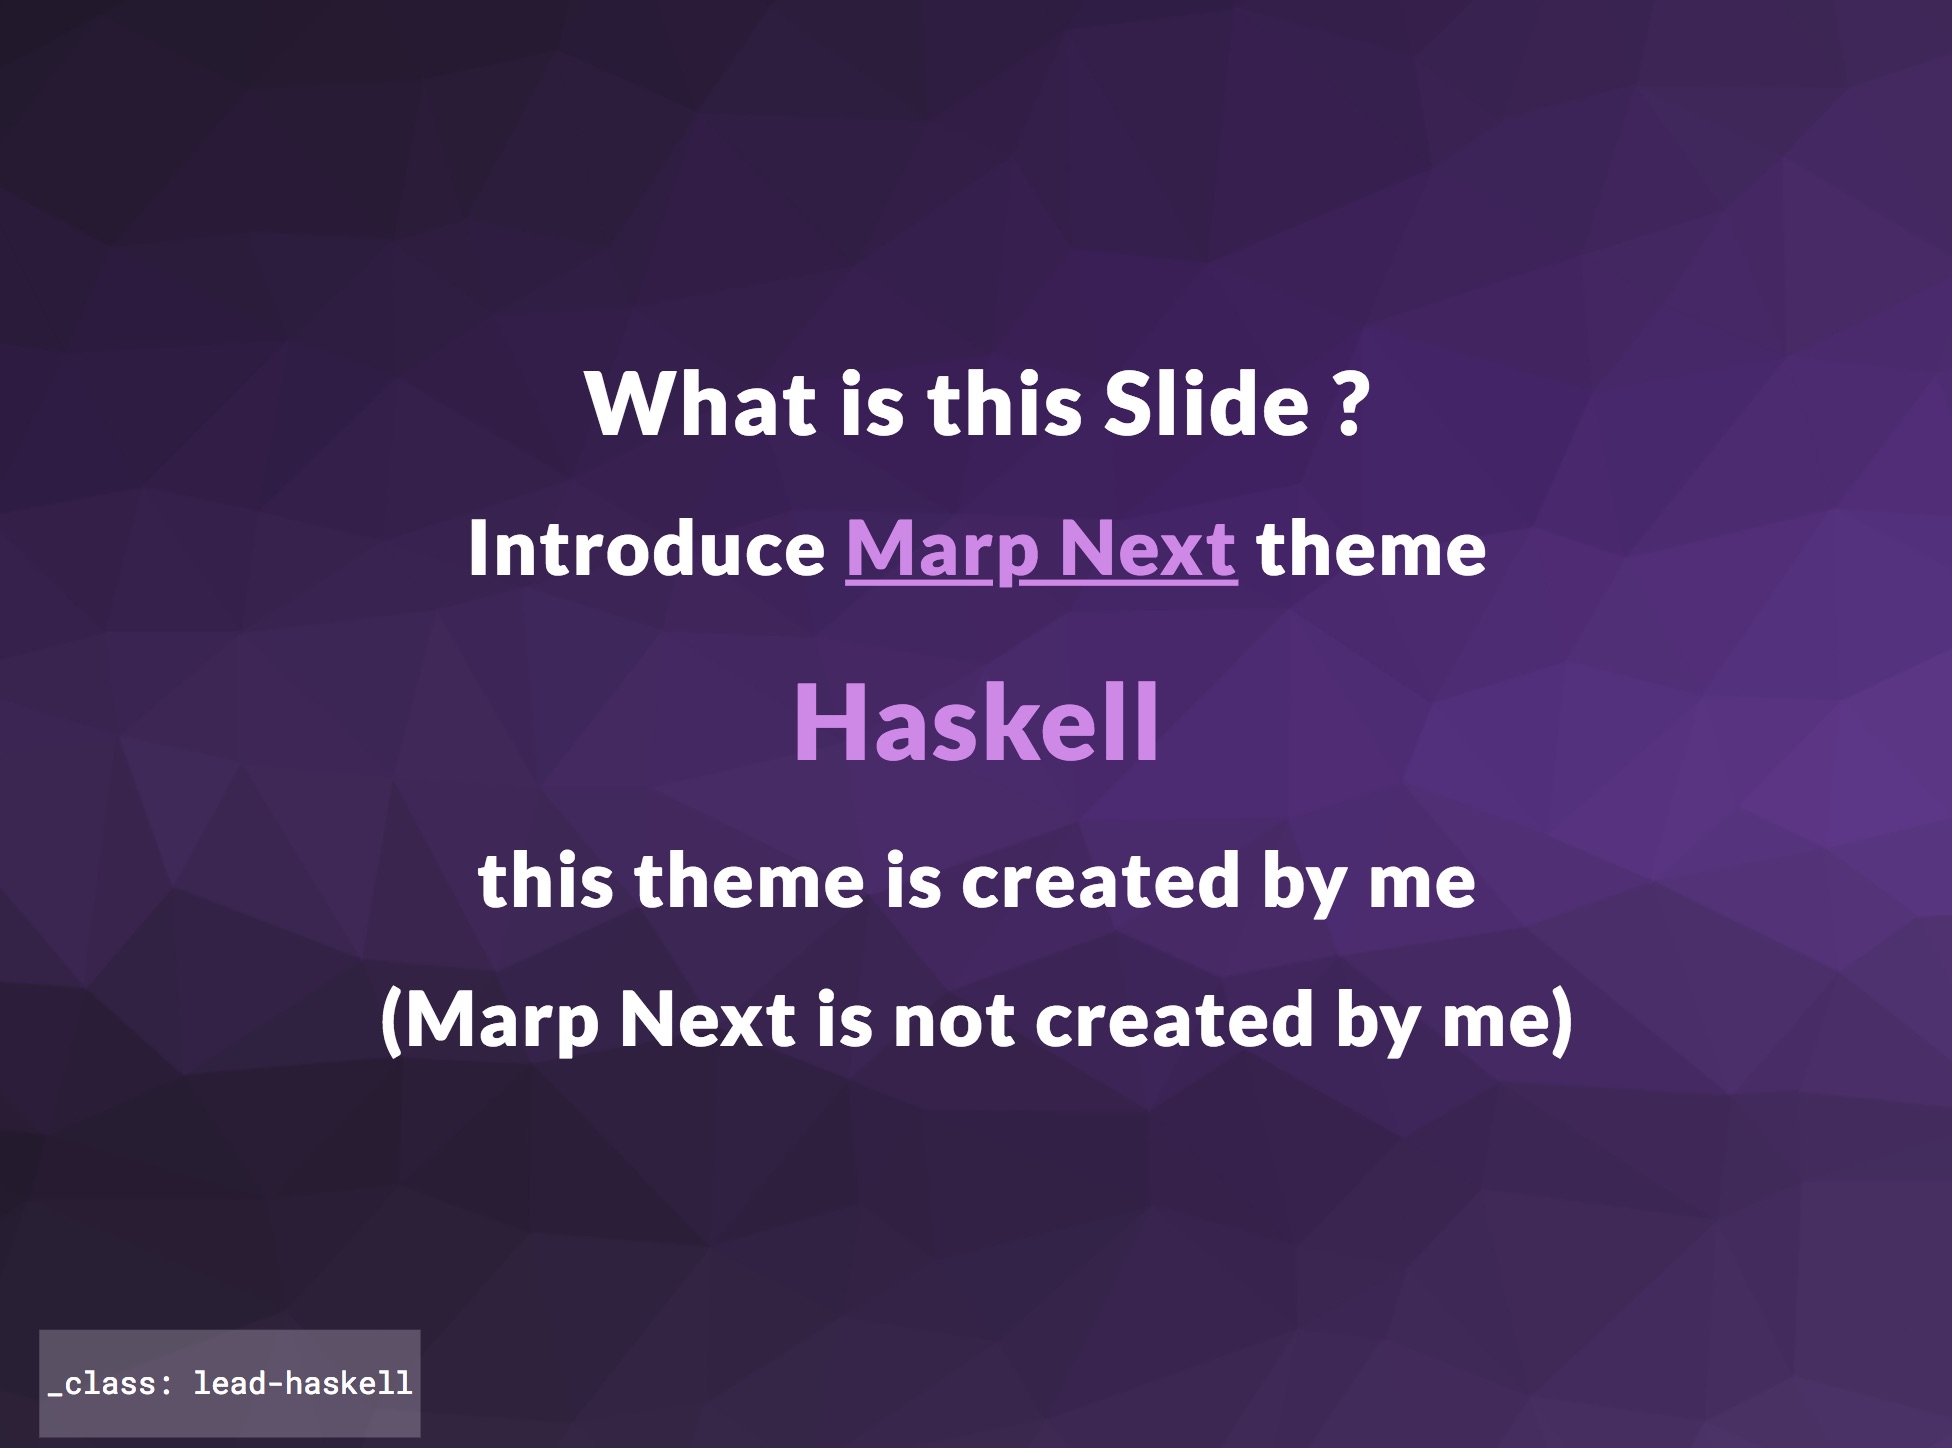 What is this Slide ?
Introduce Marp Next theme
Haskell
this theme is created by me
(Marp Next is not created by me)
_class: lead-haskell